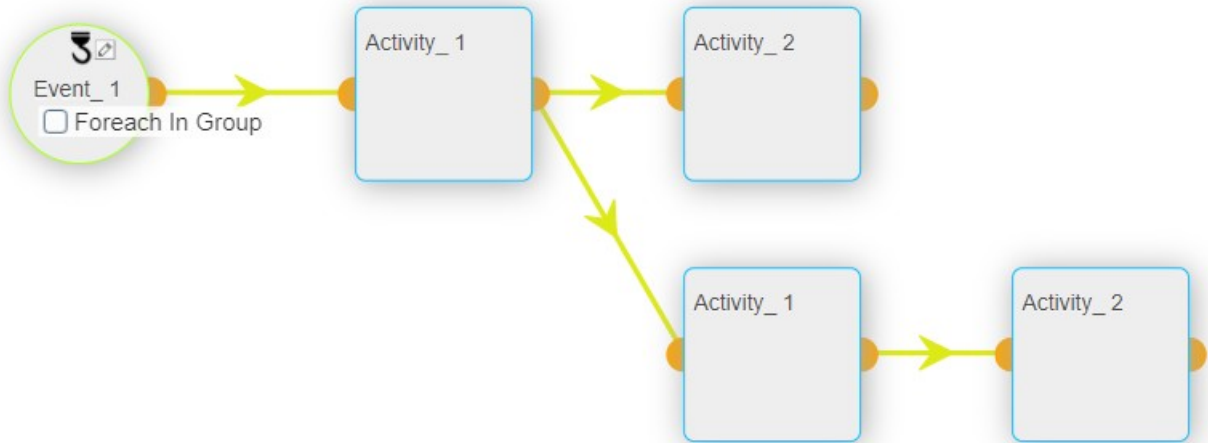 Activity_ 1
Activity_ 2
Event_ 1
Foreach In Group
Activity_ 1
Activity_ 2